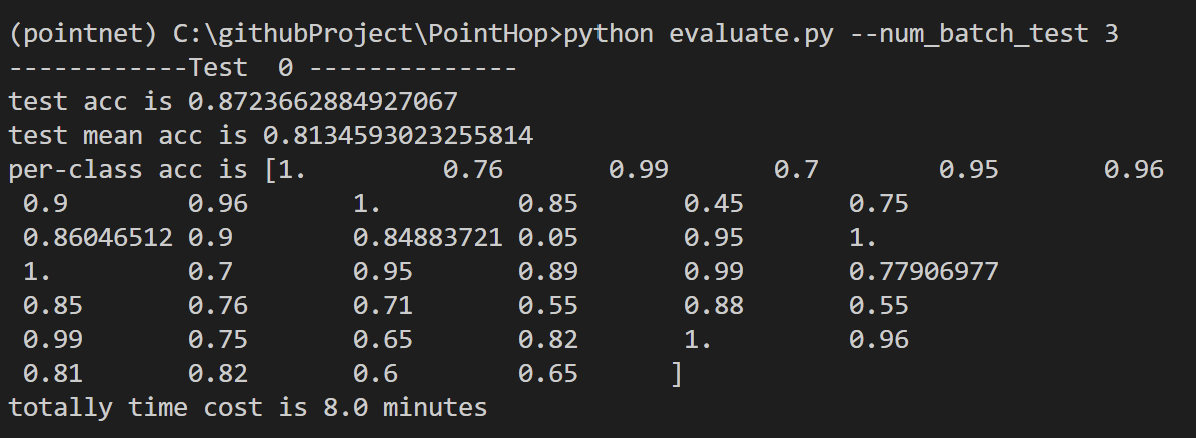 (pointnet) C:\githubProject\PointHop>python evaluate.py --num_batch_test 3
------------Test  0 --------------
test acc is 0.8723662884927067
test mean acc is 0.8134593023255814
per-class acc is [1.         0.76       0.99       0.7        0.95       0.96
 0.9        0.96       1.         0.85       0.45       0.75
 0.86046512 0.9        0.84883721 0.05       0.95       1.
 1.         0.7        0.95       0.89       0.99       0.77906977
 0.85       0.76       0.71       0.55       0.88       0.55
 0.99       0.75       0.65       0.82       1.         0.96
 0.81       0.82       0.6        0.65      ]
totally time cost is 8.0 minutes